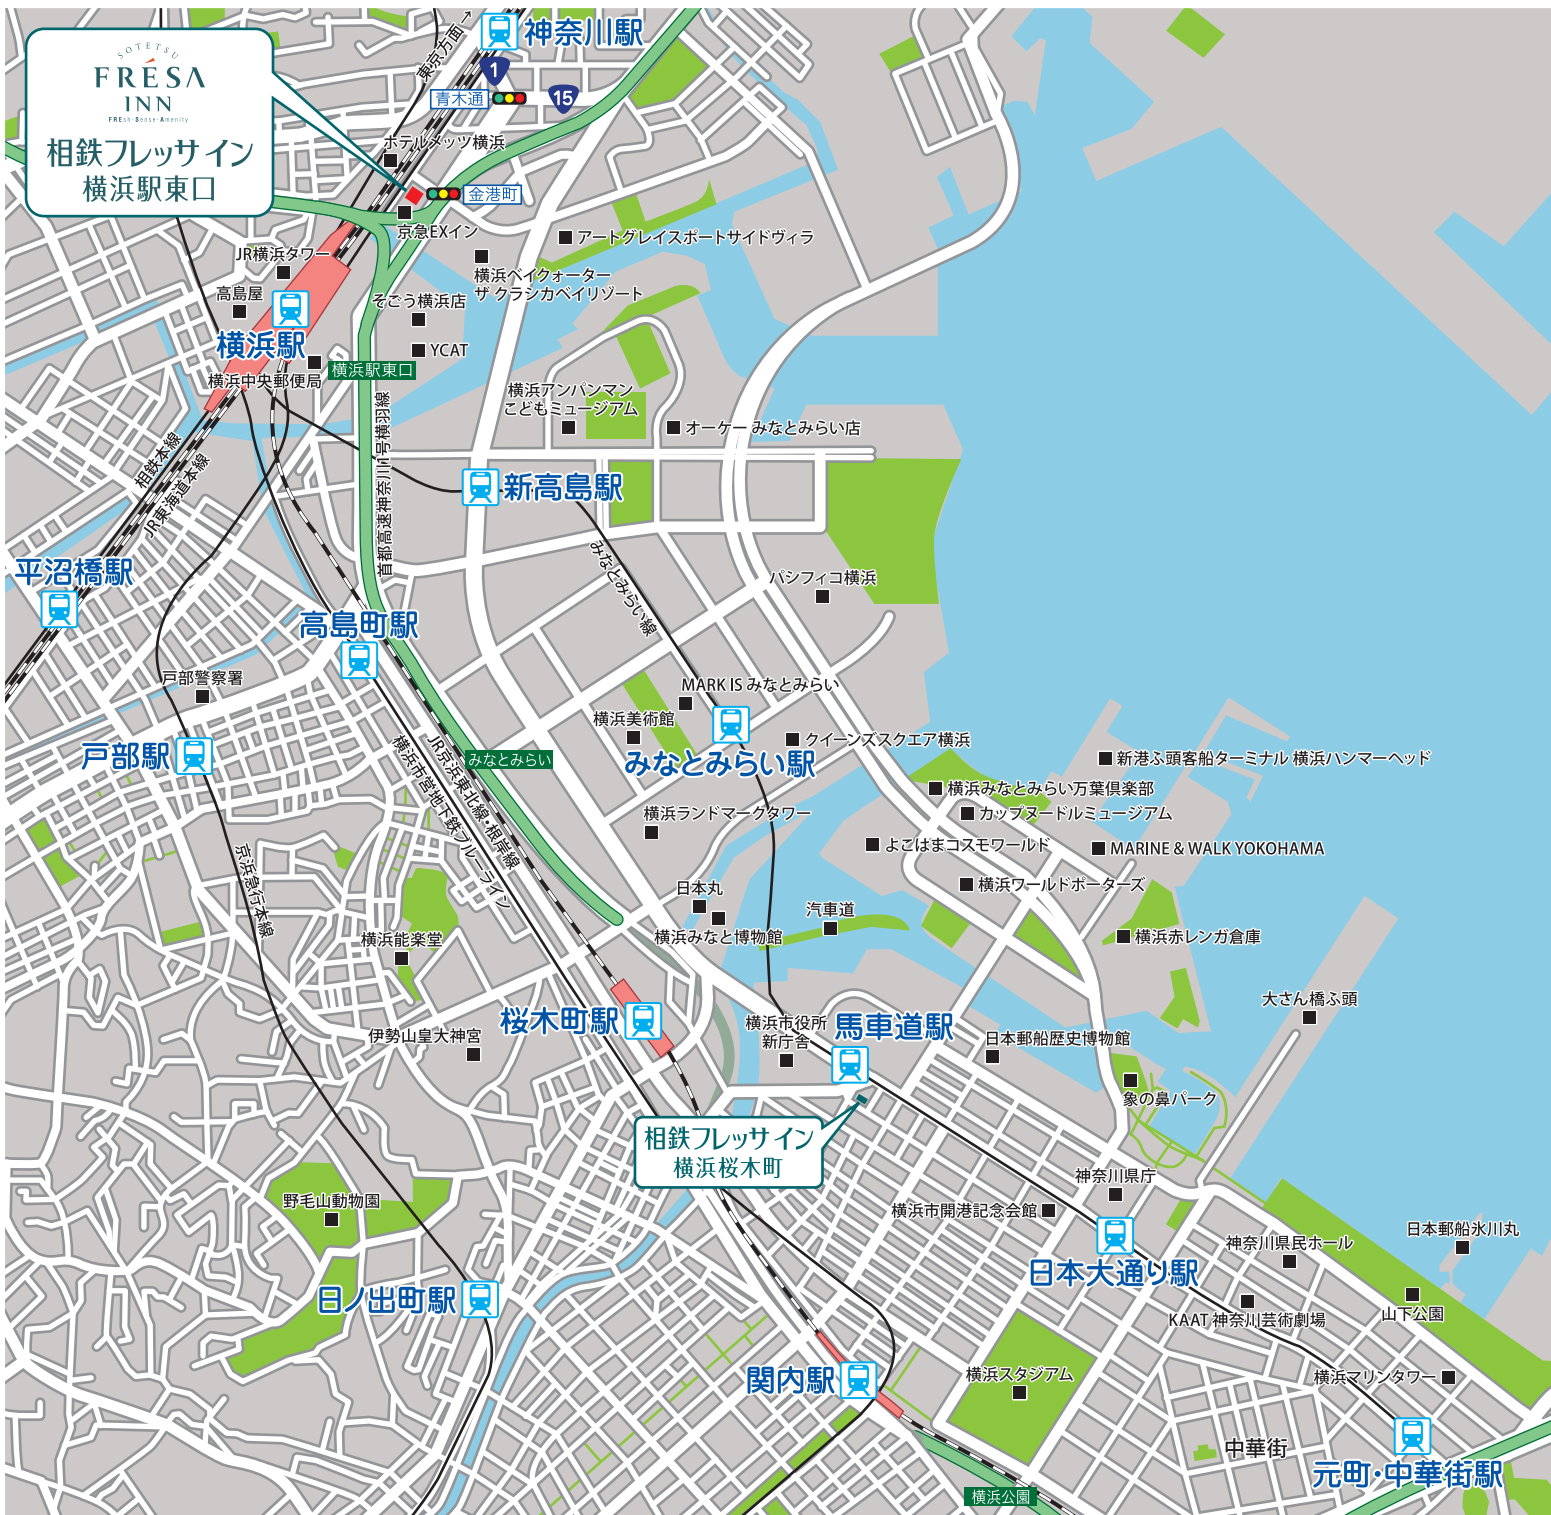 SOTETSU
FRESA
INN
FREsh-Sense-Amenity
相鉄フレッサイン
横浜駅東口
東京方面→
神奈川駅
1
青木通
15
ホテルメッツ横浜
金港町
京急EXイン
アートグレイスポートサイドヴィラ
JR横浜タワー
横浜ベイクォーター
ザ クラシカベイリゾート
高島屋
そごう横浜店
横浜駅
YCAT
横浜駅東口
横浜中央郵便局
横浜アンパンマン
こどもミュージアム
オーケー みなとみらい店
首都高速神奈川1号横羽線
相鉄本線
JR東海道本線
新高島駅
みなとみらい線
平沼橋駅
パシフィコ横浜
高島町駅
戸部警察署
MARK IS みなとみらい
横浜美術館
クイーンズスクエア横浜
みなとみらい駅
戸部駅
みなとみらい
JR京浜東北線・根岸線
横浜市営地下鉄ブルーライン
新港ふ頭客船ターミナル 横浜ハンマーヘッド
横浜みなとみらい万葉倶楽部
カップヌードルミュージアム
横浜ランドマークタワー
よこはまコスモワールド
MARINE & WALK YOKOHAMA
京浜急行本線
日本丸
横浜ワールドポーターズ
汽車道
横浜みなと博物館
横浜赤レンガ倉庫
横浜能楽堂
大さん橋ふ頭
桜木町駅
伊勢山皇大神宮
横浜市役所
新庁舎
馬車道駅
日本郵船歴史博物館
象の鼻パーク
相鉄フレッサイン
横浜桜木町
神奈川県庁
野毛山動物園
横浜市開港記念会館
日本大通り駅
神奈川県民ホール
日本郵船氷川丸
日ノ出町駅
KAAT 神奈川芸術劇場
山下公園
関内駅
横浜スタジアム
横浜マリンタワー
中華街
元町・中華街駅
横浜公園